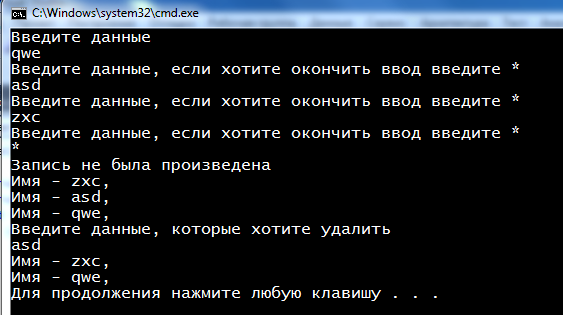 C:\Windows\system32\cmd.exe
Введите данные
qwe
Введите данные, если хотите окончить ввод введите *
asd
Введите данные, если хотите окончить ввод введите *
zxc
Введите данные, если хотите окончить ввод введите *
*
Запись не была произведена
Имя - zxc,
Имя - asd,
Имя - qwe,
Введите данные, которые хотите удалить
asd
Имя - zxc,
Имя - qwe,
Для продолжения нажмите любую клавишу . . .